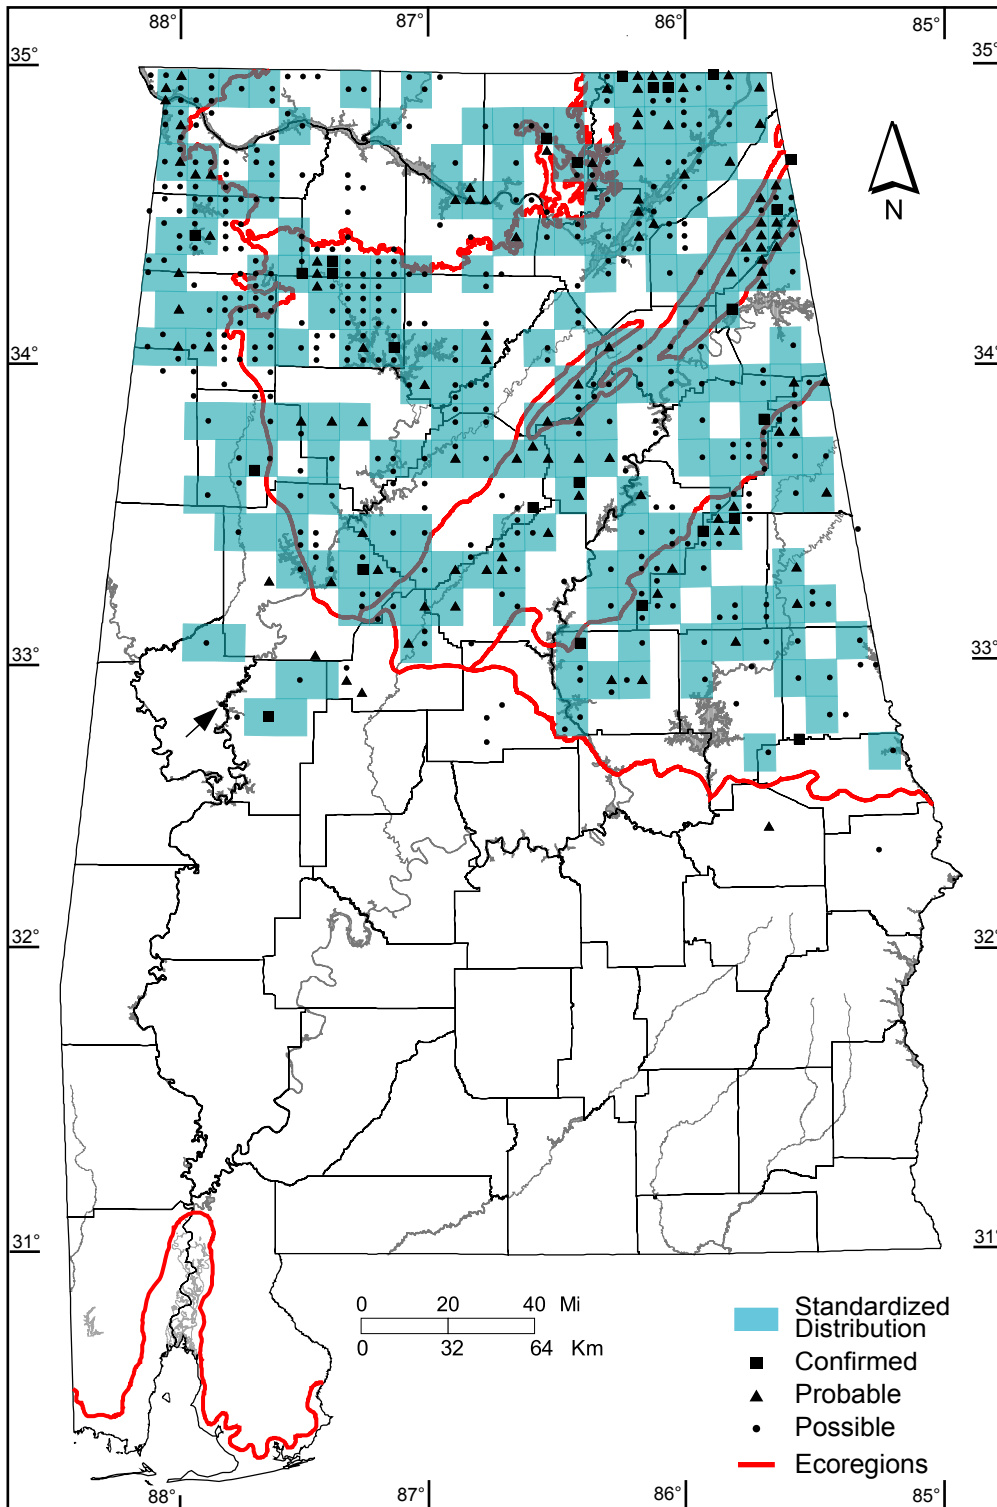 88° 87° 86° 85°
35° 35°
N
34° 34°
33° 33°
32° 32°
31° 31°
0 20 40 Mi
0 32 64 Km
Standardized
Distribution
Confirmed
Probable
Possible
Ecoregions
88° 87° 86° 85°